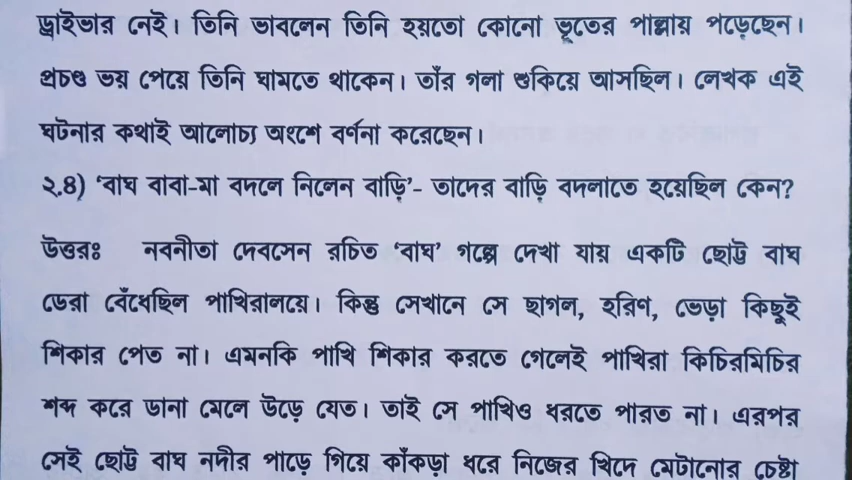 ড্রাইভার নেই। তিনি ভাবলেন তিনি হয়তো কোনো ভূতের পাল্লায় পড়েছেন।
প্রচণ্ড ভয় পেয়ে তিনি ঘামতে থাকেন। তাঁর গলা শুকিয়ে আসছিল। লেখক এই
ঘটনার কথাই আলোচ্য অংশে বর্ণনা করেছেন।
২.৪) ‘বাঘ বাবা-মা বদলে নিলেন বাড়ি’- তাদের বাড়ি বদলাতে হয়েছিল কেন?
উত্তরঃ নবনীতা দেবসেন রচিত ‘বাঘ’ গল্পে দেখা যায় একটি ছোট্ট বাঘ
ডেরা বেঁধেছিল পাখিরালয়ে। কিন্তু সেখানে সে ছাগল, হরিণ, ভেড়া কিছুই
শিকার পেত না। এমনকি পাখি শিকার করতে গেলেই পাখিরা কিচিরমিচির
শব্দ করে ডানা মেলে উড়ে যেত। তাই সে পাখিও ধরতে পারত না। এরপর
সেই ছোট্ট বাঘ নদীর পাড়ে গিয়ে কাঁকড়া ধরে নিজের খিদে মেটানোর চেষ্টা